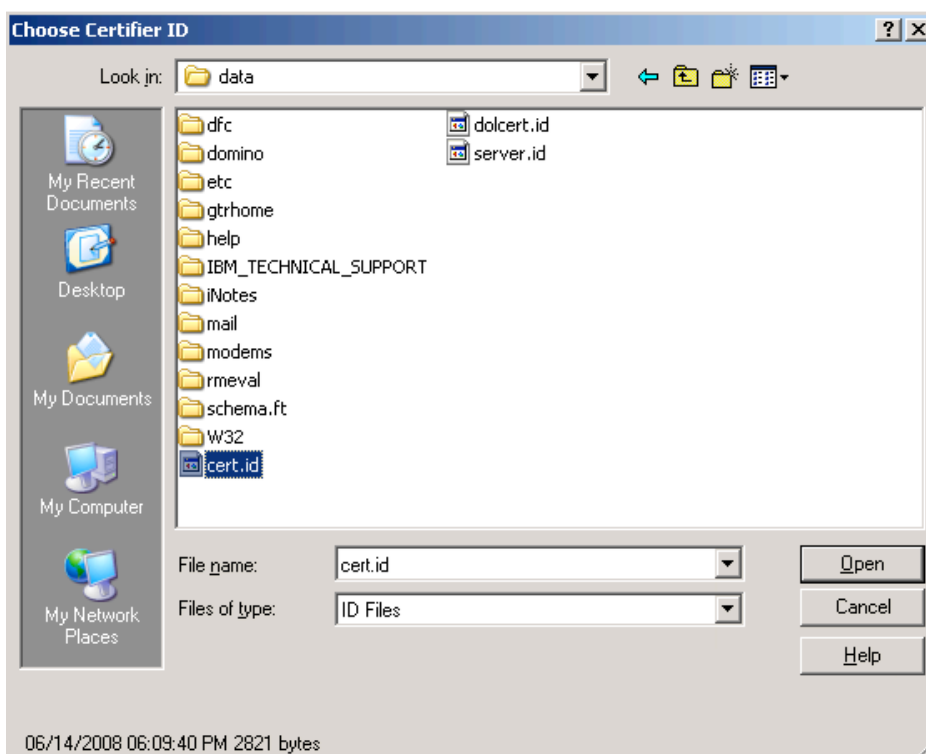 Choose Certifier ID
Look in: data
My Recent
Documents
Desktop
My Documents
My Computer
My Network
Places
dfc
domino
etc
gtrhome
help
IBM_TECHNICAL_SUPPORT
iNotes
mail
modems
rmeval
schema.ft
W32
cert.id
dolcert.id
server.id
File name: cert.id
Open
Files of type: ID Files
Cancel
Help
06/14/2008 06:09:40 PM 2821 bytes